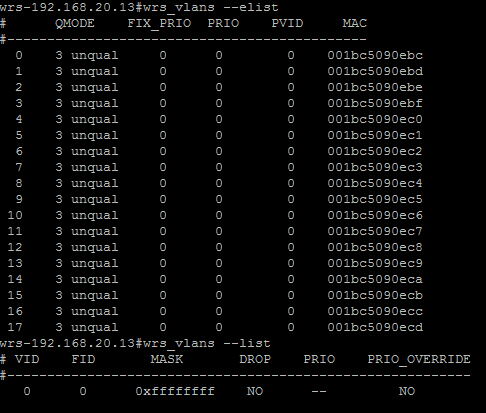 wrs-192.168.20.13#wrs_vlans --elist
# QMODE FIX_PRIO PRIO PVID MAC
#---------------------------------------------
0 3 unqual 0 0 0 001bc5090ebc
1 3 unqual 0 0 0 001bc5090ebd
2 3 unqual 0 0 0 001bc5090ebe
3 3 unqual 0 0 0 001bc5090ebf
4 3 unqual 0 0 0 001bc5090ec0
5 3 unqual 0 0 0 001bc5090ec1
6 3 unqual 0 0 0 001bc5090ec2
7 3 unqual 0 0 0 001bc5090ec3
8 3 unqual 0 0 0 001bc5090ec4
9 3 unqual 0 0 0 001bc5090ec5
10 3 unqual 0 0 0 001bc5090ec6
11 3 unqual 0 0 0 001bc5090ec7
12 3 unqual 0 0 0 001bc5090ec8
13 3 unqual 0 0 0 001bc5090ec9
14 3 unqual 0 0 0 001bc5090eca
15 3 unqual 0 0 0 001bc5090ecb
16 3 unqual 0 0 0 001bc5090ecc
17 3 unqual 0 0 0 001bc5090ecd
wrs-192.168.20.13#wrs_vlans --list
# VID FID MASK DROP PRIO PRIO_OVERRIDE
#----------------------------------------------------------
0 0 0xffffffff NO -- NO